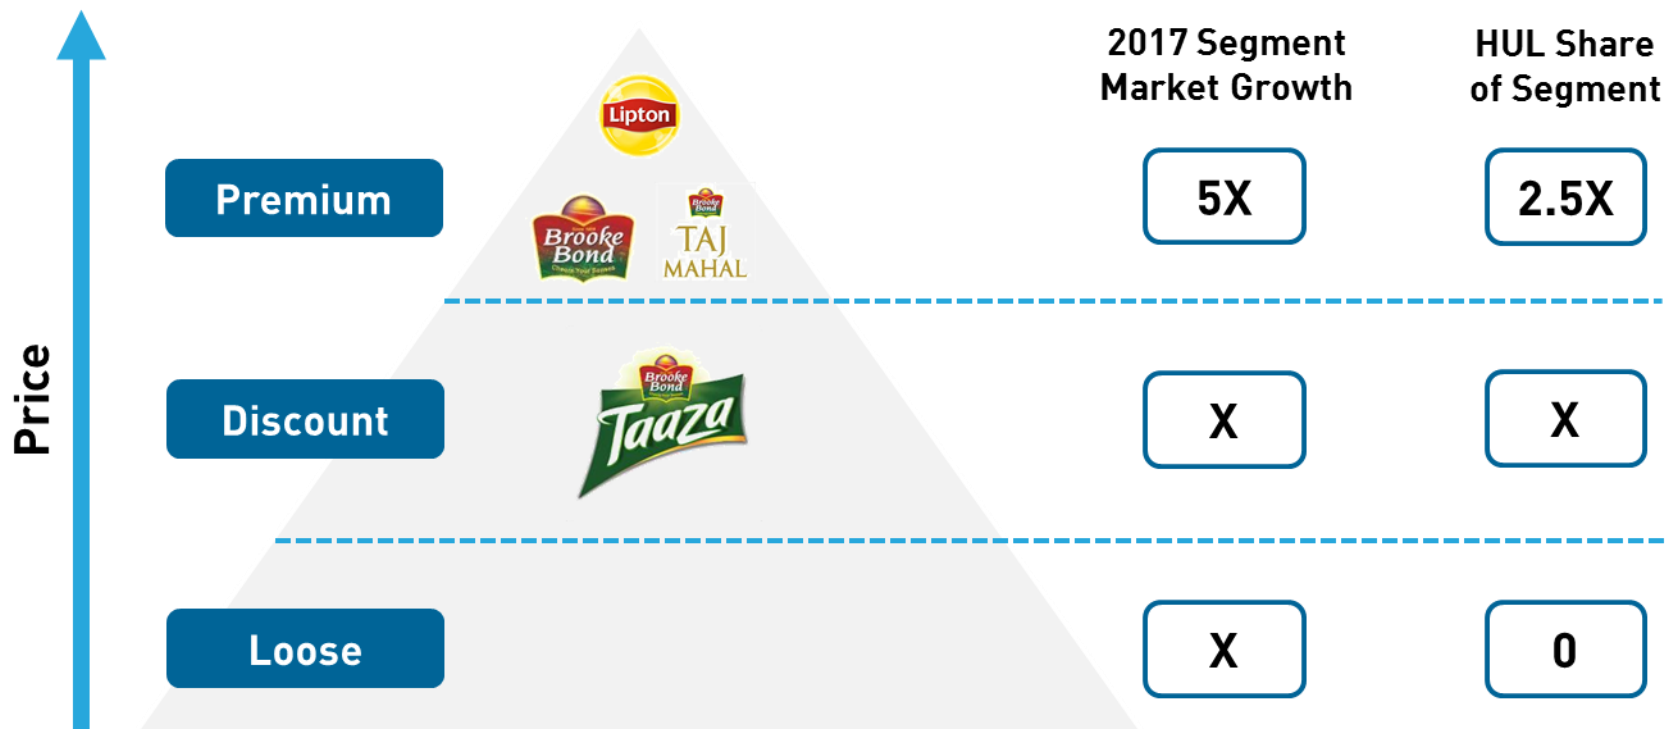 2017 Segment
Market Growth
HUL Share
of Segment
Price
Premium
Lipton
Brooke
Bond
Brooke
Bond
TAJ
MAHAL
5X
2.5X
Discount
Brooke
Bond
Taaza
X
X
Loose
X
0